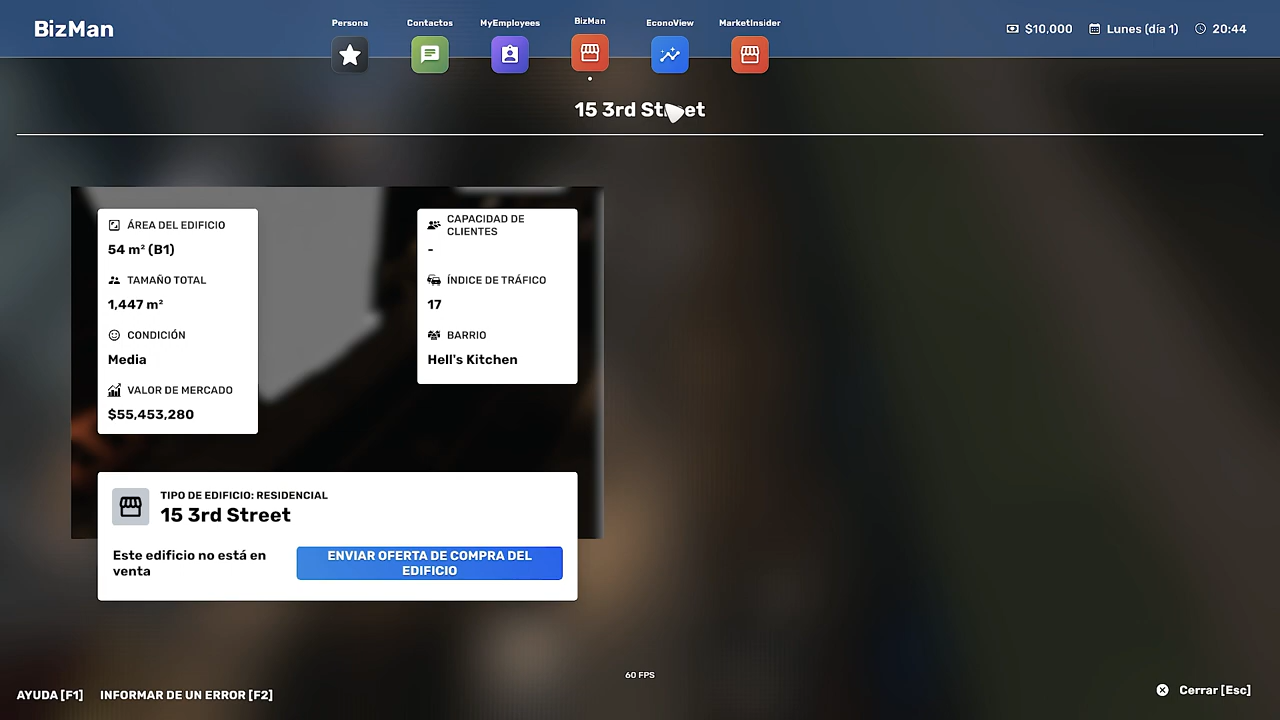 BizMan
Persona
Contactos
MyEmployees
BizMan
EconoView
MarketInsider
$10,000
Lunes (día 1)
20:44
15 3rd Street
ÁREA DEL EDIFICIO
54 m² (B1)
TAMAÑO TOTAL
1,447 m²
CONDICIÓN
Media
VALOR DE MERCADO
$55,453,280
CAPACIDAD DE
CLIENTES
-
ÍNDICE DE TRÁFICO
17
BARRIO
Hell's Kitchen
TIPO DE EDIFICIO: RESIDENCIAL
15 3rd Street
Este edificio no está en
venta
ENVIAR OFERTA DE COMPRA DEL
EDIFICIO
60 FPS
AYUDA [F1]
INFORMAR DE UN ERROR [F2]
Cerrar [Esc]